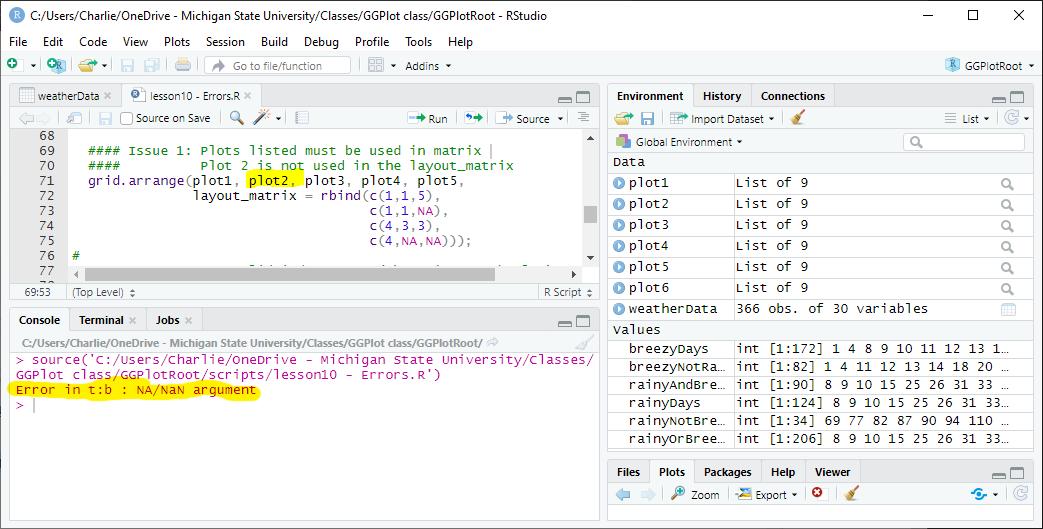 C:/Users/Charlie/OneDrive - Michigan State University/Classes/GGPlot class/GGPlotRoot - RStudio
File Edit Code View Plots Session Build Debug Profile Tools Help
Go to file/function Addins GGPlotRoot
weatherData lesson10 - Errors.R
Source on Save Run Source
68
69 #### Issue 1: Plots listed must be used in matrix
70 #### Plot 2 is not used in the layout_matrix
71 grid.arrange(plot1, plot2, plot3, plot4, plot5,
72 layout_matrix = rbind(c(1,1,5),
73 c(1,1,NA),
74 c(4,3,3),
75 c(4,NA,NA)));
76 #
77
69:53 (Top Level) R Script
Console Terminal Jobs
C:/Users/Charlie/OneDrive - Michigan State University/Classes/GGPlot class/GGPlotRoot/
> source('C:/Users/Charlie/OneDrive - Michigan State University/Classes/
GGPlot class/GGPlotRoot/scripts/lesson10 - Errors.R')
Error in t:b : NA/NaN argument
>
Environment History Connections
Import Dataset List
Global Environment
Data
plot1 List of 9
plot2 List of 9
plot3 List of 9
plot4 List of 9
plot5 List of 9
plot6 List of 9
weatherData 366 obs. of 30 variables
Values
breezyDays int [1:172] 1 4 8 9 10 11 12 13 1…
breezyNotRa… int [1:82] 1 4 11 12 13 14 18 20 …
rainyAndBre… int [1:90] 8 9 10 15 25 26 31 33…
rainyDays int [1:124] 8 9 10 15 25 26 31 33…
rainyNotBre… int [1:34] 69 77 82 87 90 94 110 …
rainyOrBree… int [1:206] 8 9 10 15 25 26 31 33…
Files Plots Packages Help Viewer
Zoom Export